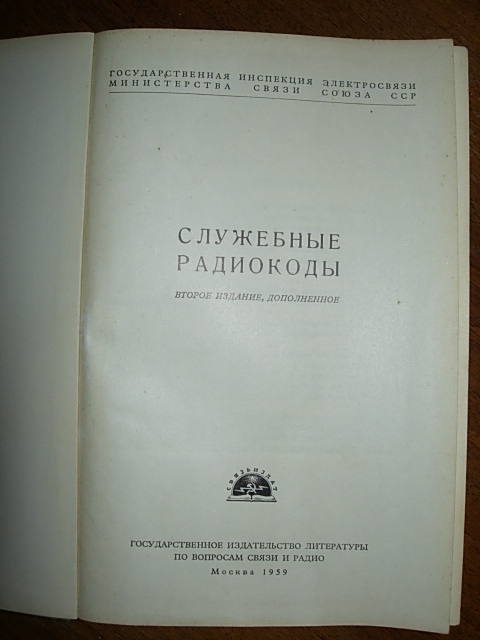 ГОСУДАРСТВЕННАЯ ИНСПЕКЦИЯ ЭЛЕКТРОСВЯЗИ
МИНИСТЕРСТВА СВЯЗИ СОЮЗА ССР
СЛУЖЕБНЫЕ
РАДИОКОДЫ
ВТОРОЕ ИЗДАНИЕ, ДОПОЛНЕННОЕ
СВЯЗЬИЗДАТ
ГОСУДАРСТВЕННОЕ ИЗДАТЕЛЬСТВО ЛИТЕРАТУРЫ
ПО ВОПРОСАМ СВЯЗИ И РАДИО
Москва 1959